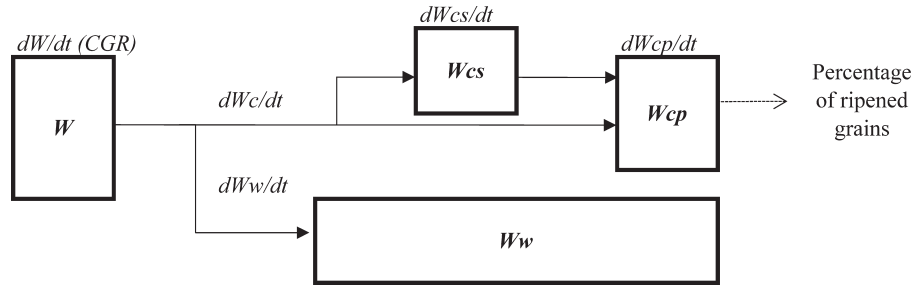 dWcs/dt
dW/dt (CGR)
dWcp/dt
Wcs
dWc/dt
W
Wcp
Percentage
of ripened
grains
dWw/dt
Ww